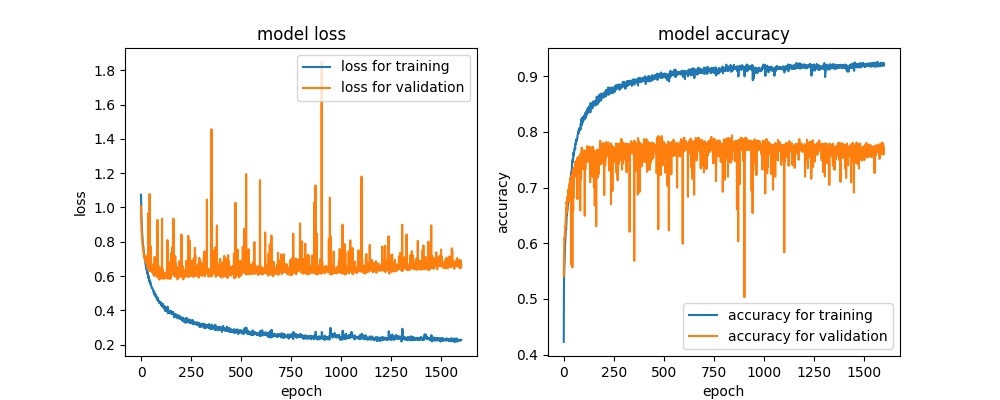 model loss
loss
1.8
1.6
1.4
1.2
1.0
0.8
0.6
0.4
0.2
loss for training
loss for validation
0 250 500 750 1000 1250 1500
epoch
model accuracy
accuracy
0.9
0.8
0.7
0.6
0.5
0.4
accuracy for training
accuracy for validation
0 250 500 750 1000 1250 1500
epoch